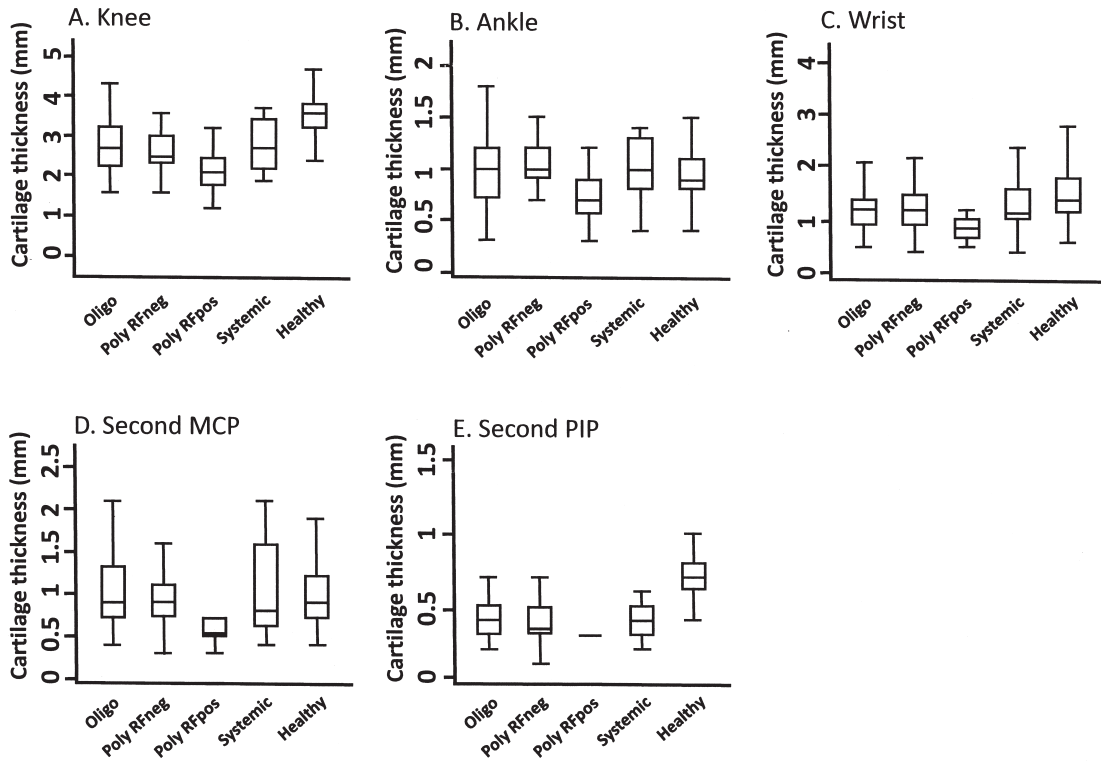 A. Knee
Cartilage thickness (mm)
5
4
3
2
1
0
Oligo
Poly RFneg
Poly RFpos
Systemic
Healthy
B. Ankle
Cartilage thickness (mm)
2
1.5
1
0.5
0
Oligo
Poly RFneg
Poly RFpos
Systemic
Healthy
C. Wrist
Cartilage thickness (mm)
4
3
2
1
0
Oligo
Poly RFneg
Poly RFpos
Systemic
Healthy
D. Second MCP
Cartilage thickness (mm)
2.5
2
1.5
1
0.5
0
Oligo
Poly RFneg
Poly RFpos
Systemic
Healthy
E. Second PIP
Cartilage thickness (mm)
1.5
1
0.5
0
Oligo
Poly RFneg
Poly RFpos
Systemic
Healthy